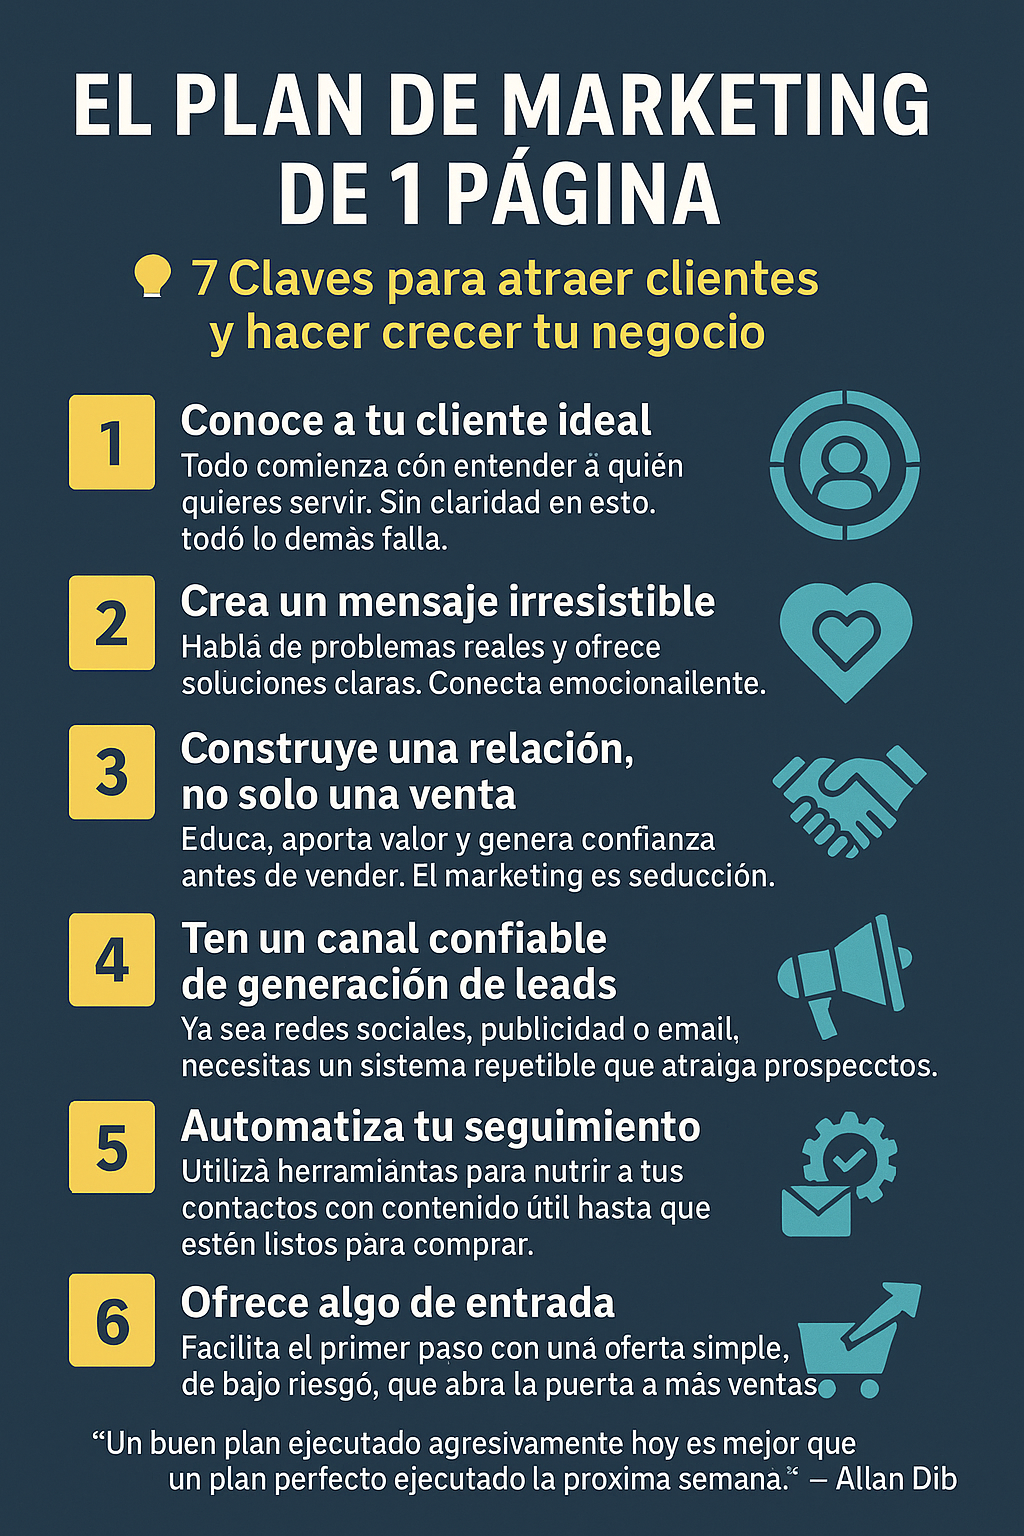 EL PLAN DE MARKETING
DE 1 PÁGINA
7 Claves para atraer clientes
y hacer crecer tu negocio
1
Conoce a tu cliente ideal
Todo comienza cón entender ä quién
quieres servir. Sin claridad en esto.
todó lo demàs falla.
2
Crea un mensaje irresistible
Hablá de problemas reales y ofrece
soluciones claras. Conecta emocionailente.
3
Construye una relación,
no solo una venta
Educa, aporta valor y genera confianza
antes de vender. El marketing es seducción.
4
Ten un canal confiable
de generación de leads
Ya sea redes sociales, publicidad o email,
necesitas un sistema repetible que atraiga prospecctos.
5
Automatiza tu seguimiento
Utilizà herramiántas para nutrir a tus
contactos con contenido útil hasta que
estén listos pàra comprar.
6
Ofrece algo de entrada
Facilita el primer paso con uná oferta simple,
de bajo riesgó, que abra la puerta a más ventas
“Un buen plan ejecutado agresivamente hoy es mejor que
un plan perfecto ejecutado la proxima semanà.“ – Allan Dib